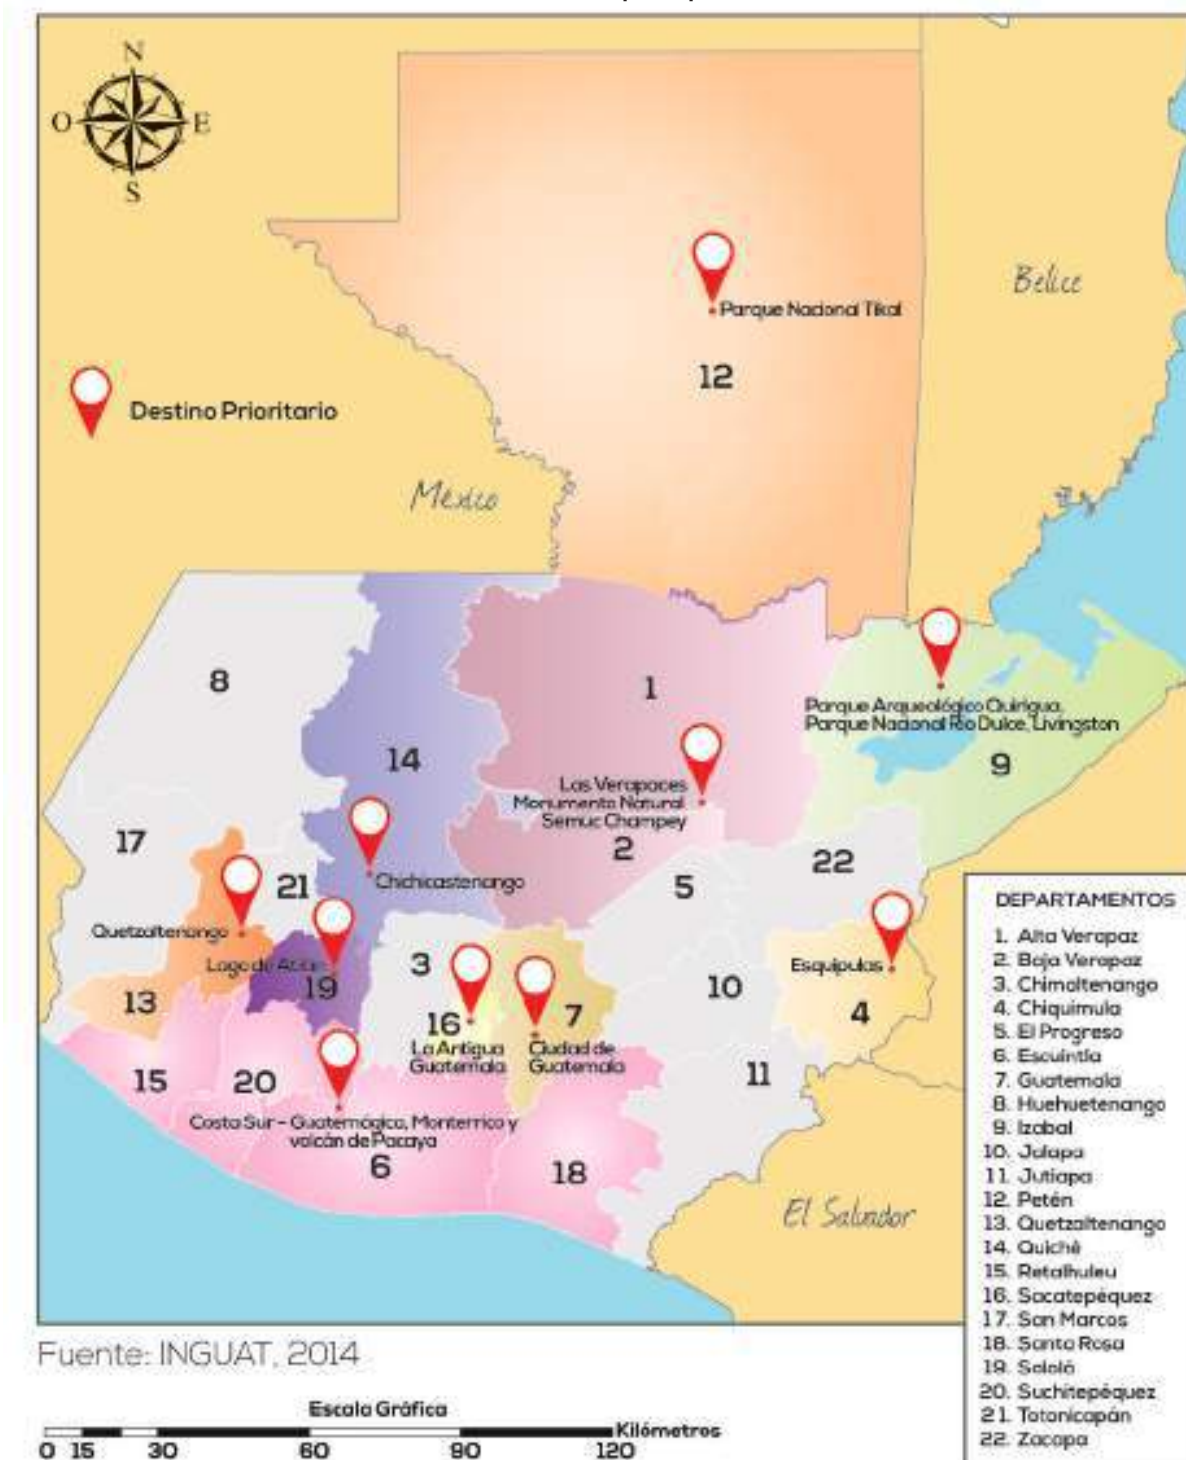 N
O
E
S
Belice
Parque Nacional Tikal
12
Destino Prioritario
México
8
1
Parque Arqueológico Quirigua,
Parque Nacional Río Dulce, Livingston
14
9
Las Verapaces
Monumento Natural
Semuc Champey
17
2
22
5
21
Chichicastenango
Quetzaltenango
Lago de
3
Esquipulas
19
10
13
16
7
4
La Antigua
Guatemala
Ciudad de
Guatemala
15
20
11
Costa Sur - Guatemágica, Monterrico y
volcán de Pacaya
6
18
El Salvador
DEPARTAMENTOS
1. Alta Verapaz
2. Baja Verapaz
3. Chimaltenango
4. Chiquimula
5. El Progreso
6. Escuintla
7. Guatemala
8. Huehuetenango
9. Izabal
10. Jalapa
11. Jutiapa
12. Petén
13. Quetzaltenango
14. Quiché
15. Retalhuleu
16. Sacatepéquez
17. San Marcos
18. Santa Rosa
19. Sololá
20. Suchitepéquez
21. Totonicapán
22. Zacapa
Fuente: INGUAT, 2014
Escala Gráfica
Kilómetros
0 15 30 60 90 120